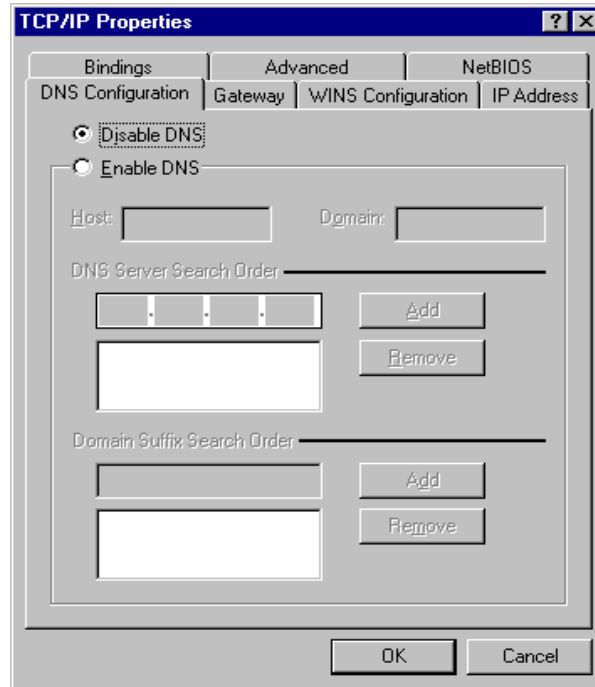 TCP/IP Properties
Bindings Advanced NetBIOS
DNS Configuration Gateway WINS Configuration IP Address
Disable DNS
Enable DNS
Host: Domain:
DNS Server Search Order
. . .
Add
Remove
Domain Suffix Search Order
Add
Remove
OK Cancel